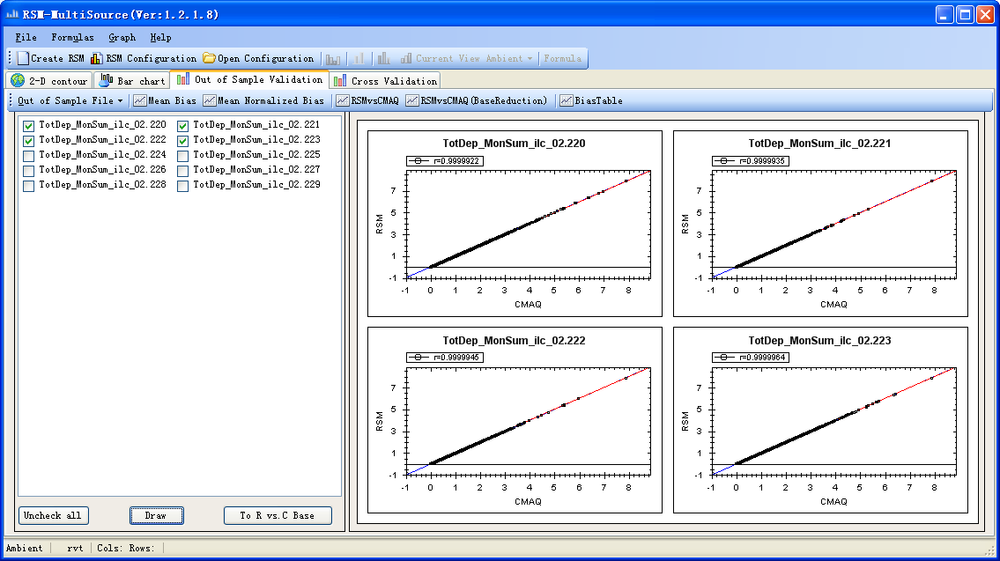 RSM-MultiSource(Ver:1.2.1.8)
File Formulas Graph Help
Create RSM RSM Configuration Open Configuration Current View Ambient Formula
2-D contour Bar chart Out of Sample Validation Cross Validation
Out of Sample File Mean Bias Mean Normalized Bias RSMvsCMAQ RSMvsCMAQ(BaseReduction) BiasTable
TotDep_MonSum_ilc_02.220 TotDep_MonSum_ilc_02.221
TotDep_MonSum_ilc_02.222 TotDep_MonSum_ilc_02.223
TotDep_MonSum_ilc_02.224 TotDep_MonSum_ilc_02.225
TotDep_MonSum_ilc_02.226 TotDep_MonSum_ilc_02.227
TotDep_MonSum_ilc_02.228 TotDep_MonSum_ilc_02.229
Uncheck all Draw To R vs.C Base
TotDep_MonSum_ilc_02.220
r=0.9999922
RSM
7
5
3
1
-1
-1 0 1 2 3 4 5 6 7 8
CMAQ
TotDep_MonSum_ilc_02.221
r=0.9999935
RSM
7
5
3
1
-1
-1 0 1 2 3 4 5 6 7 8
CMAQ
TotDep_MonSum_ilc_02.222
r=0.9999945
RSM
7
5
3
1
-1
-1 0 1 2 3 4 5 6 7 8
CMAQ
TotDep_MonSum_ilc_02.223
r=0.9999964
RSM
7
5
3
1
-1
-1 0 1 2 3 4 5 6 7 8
CMAQ
Ambient rvt Cols: Rows: